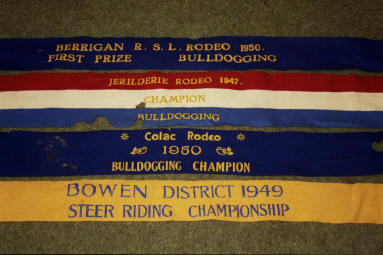 BERRIGAN R. S. L. RODEO 1950.
FIRST PRIZE BULLDOGGING
JERILDERIE RODEO 1947.
CHAMPION
BULLDOGGING
Colac Rodeo
1950
BULLDOGGING CHAMPION
BOWEN DISTRICT 1949
STEER RIDING CHAMPIONSHIP